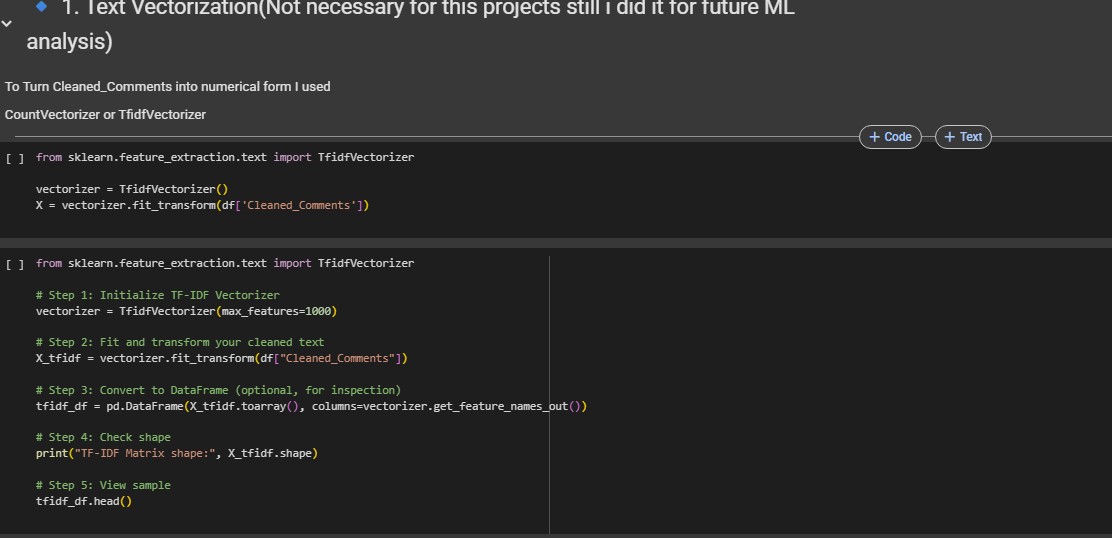 1. Text Vectorization(Not necessary for this projects still i did it for future ML
analysis)
To Turn Cleaned_Comments into numerical form I used
CountVectorizer or TfidfVectorizer
+ Code + Text
[ ] from sklearn.feature_extraction.text import TfidfVectorizer
vectorizer = TfidfVectorizer()
X = vectorizer.fit_transform(df['Cleaned_Comments'])
[ ] from sklearn.feature_extraction.text import TfidfVectorizer
# Step 1: Initialize TF-IDF Vectorizer
vectorizer = TfidfVectorizer(max_features=1000)
# Step 2: Fit and transform your cleaned text
X_tfidf = vectorizer.fit_transform(df["Cleaned_Comments"])
# Step 3: Convert to DataFrame (optional, for inspection)
tfidf_df = pd.DataFrame(X_tfidf.toarray(), columns=vectorizer.get_feature_names_out())
# Step 4: Check shape
print("TF-IDF Matrix shape:", X_tfidf.shape)
# Step 5: View sample
tfidf_df.head()